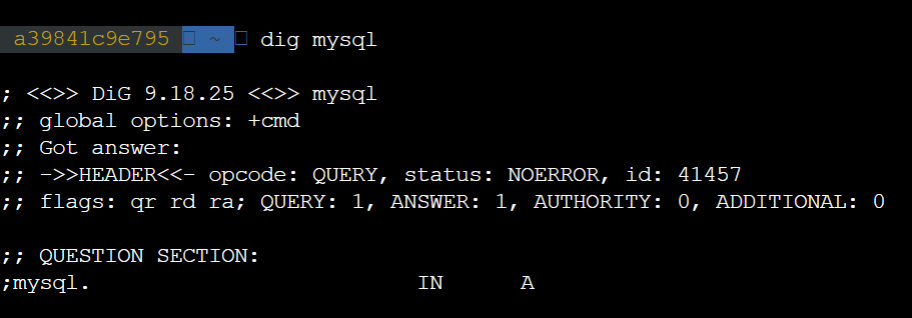 a39841c9e795 ~ dig mysql
; <<>> DiG 9.18.25 <<>> mysql
;; global options: +cmd
;; Got answer:
;; ->>HEADER<<- opcode: QUERY, status: NOERROR, id: 41457
;; flags: qr rd ra; QUERY: 1, ANSWER: 1, AUTHORITY: 0, ADDITIONAL: 0
;; QUESTION SECTION:
;mysql. IN A